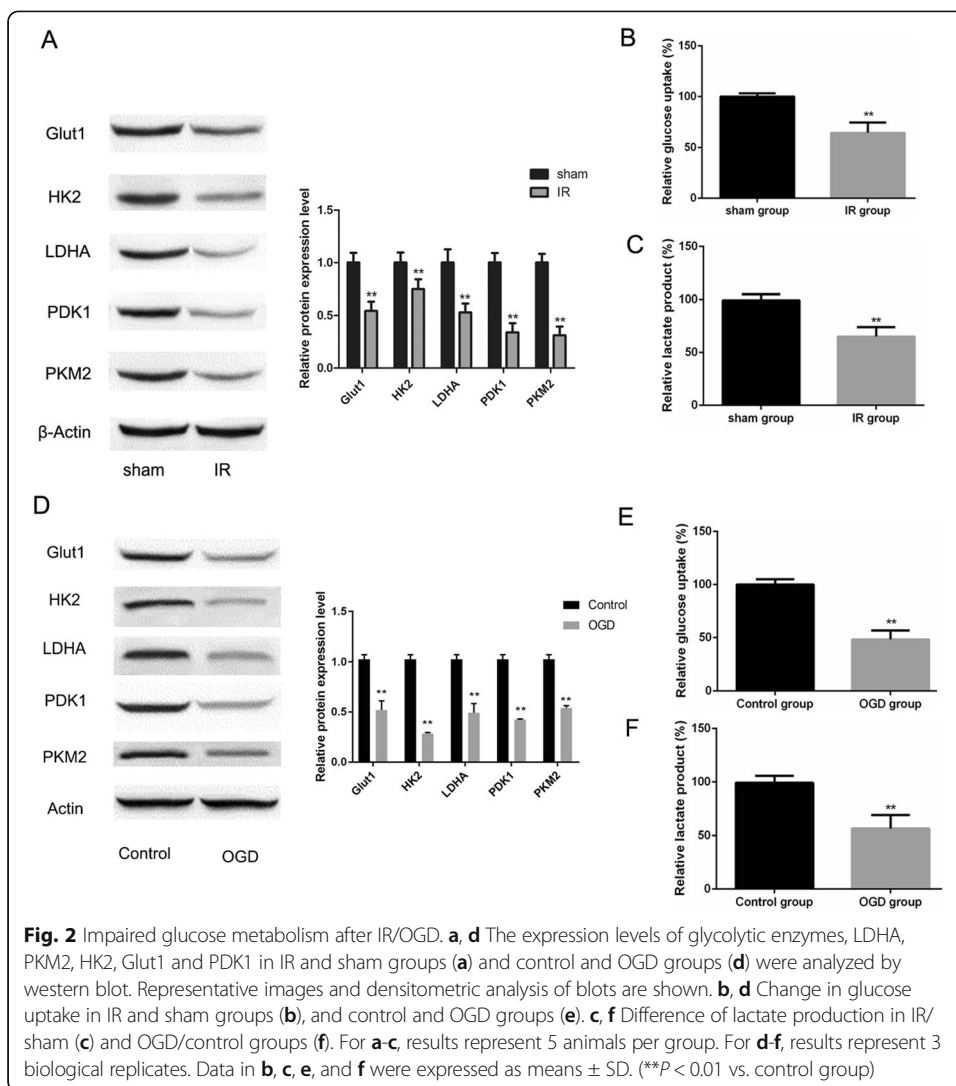 A
Glut1
HK2
LDHA
PDK1
PKM2
β-Actin
sham IR
sham
IR
Relative protein expression level
1.5
1.0
0.5
0.0
** ** ** ** **
Glut1 HK2 LDHA PDK1 PKM2
B
Relative glucose uptake (%)
150
100
50
0
**
sham group IR group
C
Relative lactate product (%)
150
100
50
0
**
sham group IR group
D
Glut1
HK2
LDHA
PDK1
PKM2
Actin
Control OGD
Control
OGD
Relative protein expression level
1.5
1.0
0.5
0.0
** ** ** ** **
Glut1 HK2 LDHA PDK1 PKM2
E
Relative glucose uptake (%)
150
100
50
0
**
Control group OGD group
F
Relative lactate product (%)
150
100
50
0
**
Control group OGD group
Fig. 2 Impaired glucose metabolism after IR/OGD. a, d The expression levels of glycolytic enzymes, LDHA,
PKM2, HK2, Glut1 and PDK1 in IR and sham groups (a) and control and OGD groups (d) were analyzed by
western blot. Representative images and densitometric analysis of blots are shown. b, d Change in glucose
uptake in IR and sham groups (b), and control and OGD groups (e). c, f Difference of lactate production in IR/
sham (c) and OGD/control groups (f). For a-c, results represent 5 animals per group. For d-f, results represent 3
biological replicates. Data in b, c, e, and f were expressed as means ± SD. (**P < 0.01 vs. control group)